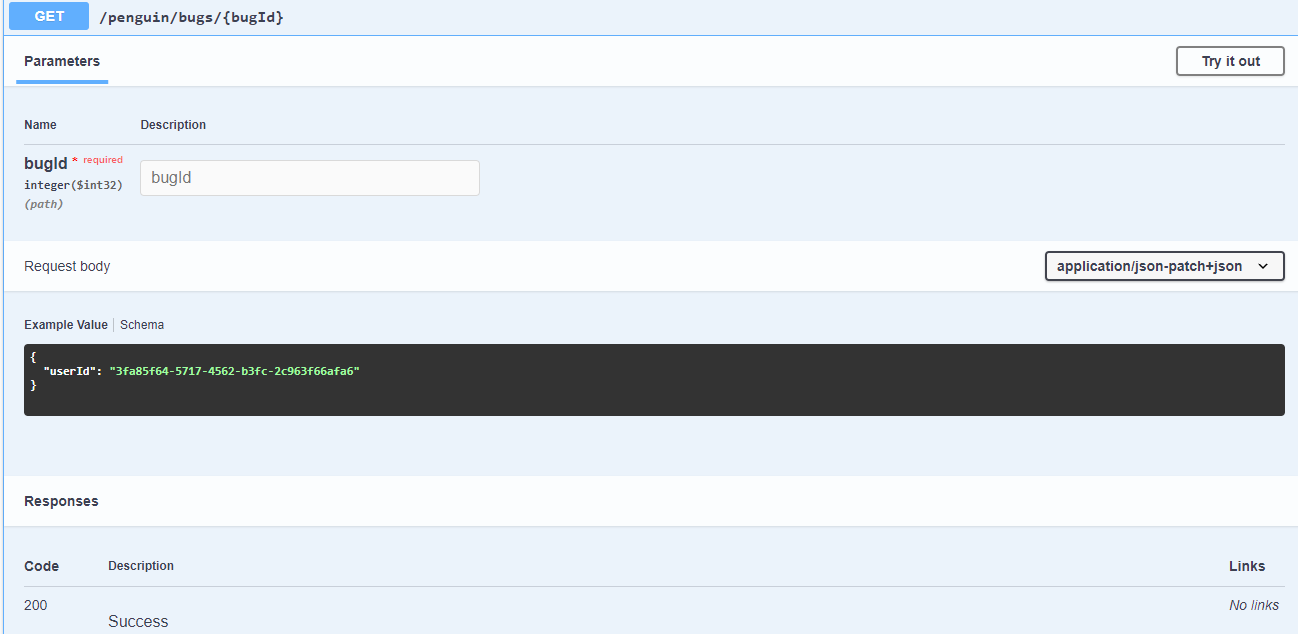 GET /penguin/bugs/{bugId}
Parameters
Try it out
Name Description
bugId * required
integer($int32)
(path)
bugId
Request body
application/json-patch+json
Example Value | Schema
{
  "userId": "3fa85f64-5717-4562-b3fc-2c963f66afa6"
}
Responses
Code Description Links
200 No links
Success